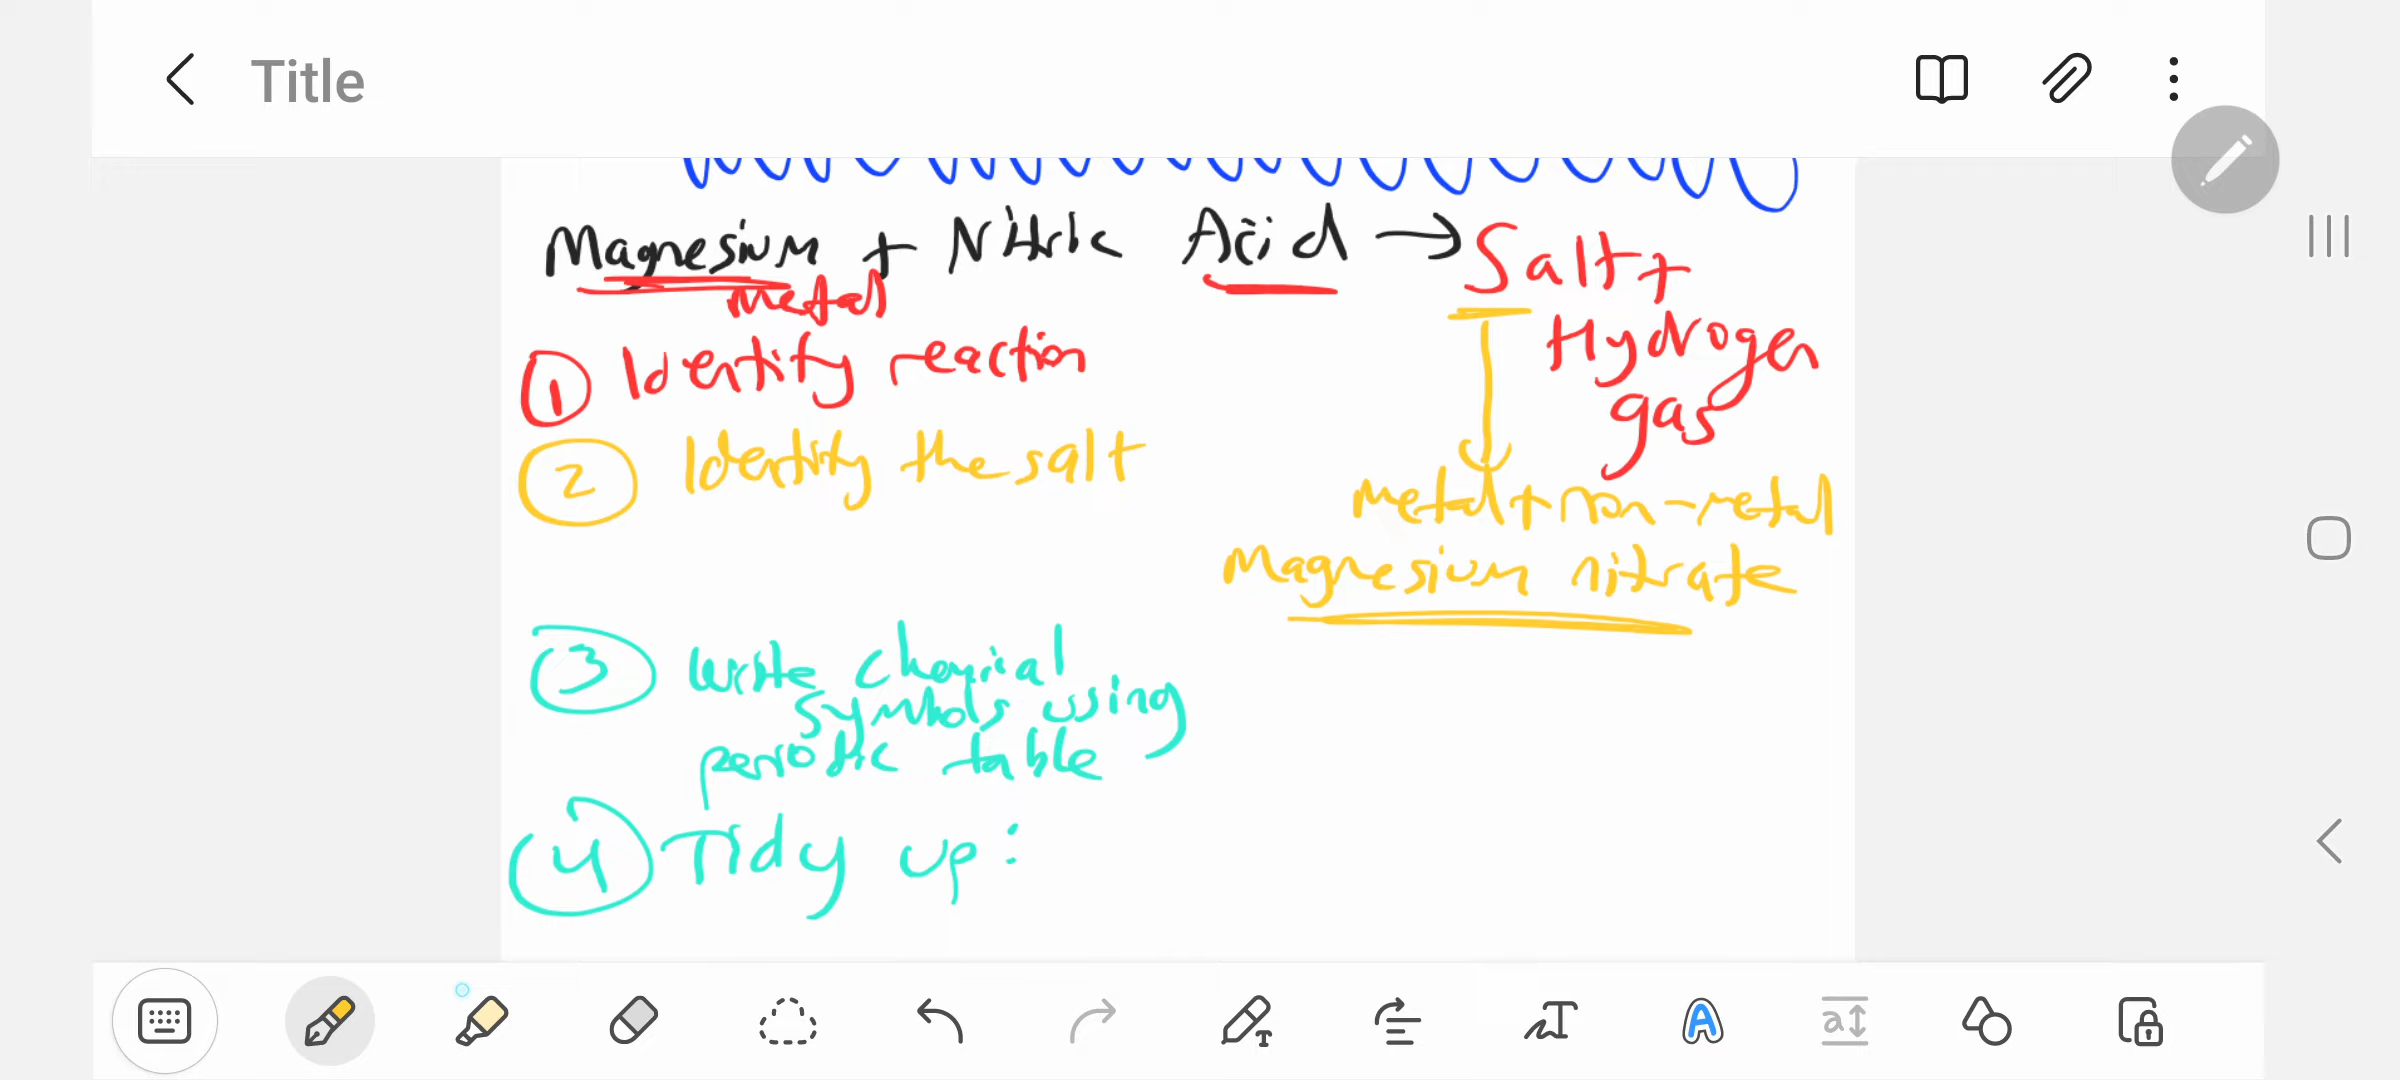 Title
Magnesium + Nitric Acid → Salt +
metal
Hydrogen
gas
① Identify reaction
② Identify the salt
metal + non-metal
Magnesium nitrate
③ Write chemical
symbols using
periodic table
④ Tidy up: